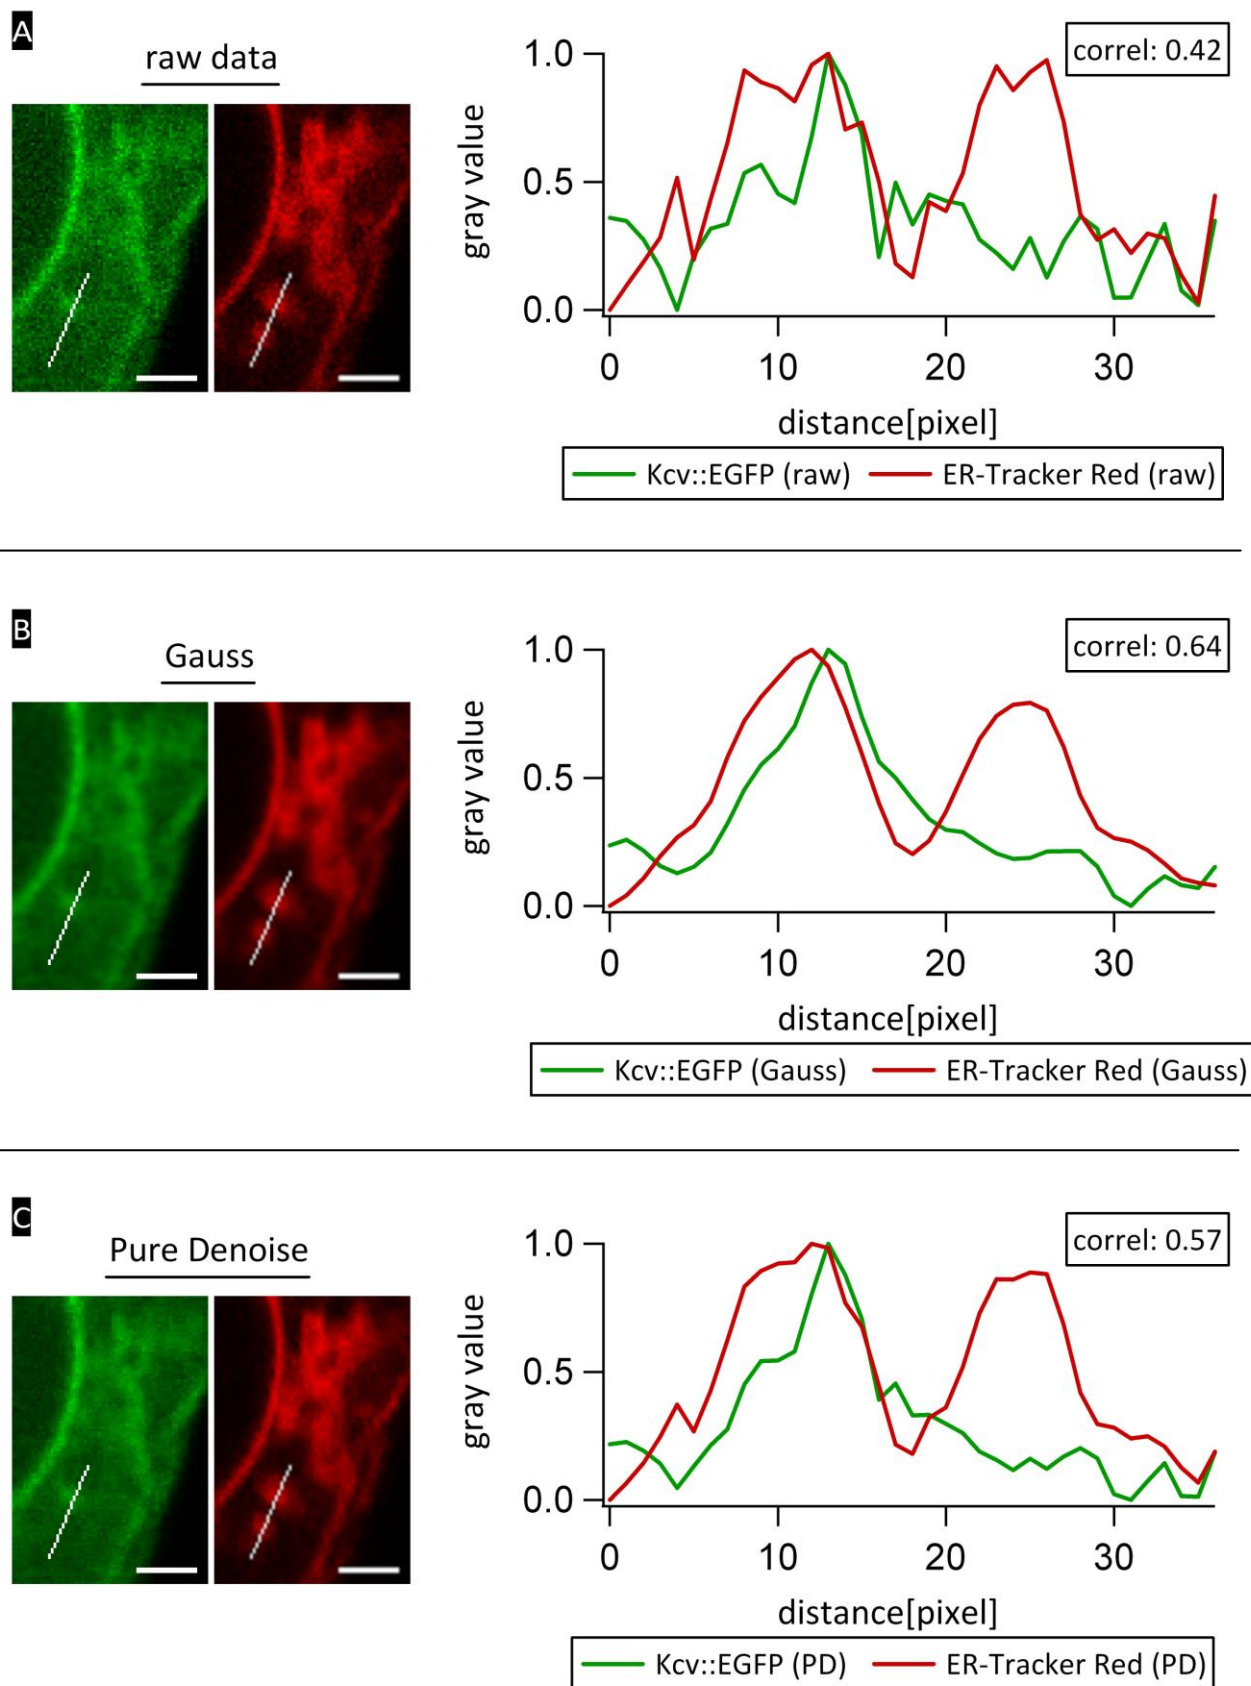 A
raw data
correl: 0.42
gray value
1.0
0.5
0.0
0 10 20 30
distance[pixel]
Kcv::EGFP (raw) ER-Tracker Red (raw)
B
Gauss
correl: 0.64
gray value
1.0
0.5
0.0
0 10 20 30
distance[pixel]
Kcv::EGFP (Gauss) ER-Tracker Red (Gauss)
C
Pure Denoise
correl: 0.57
gray value
1.0
0.5
0.0
0 10 20 30
distance[pixel]
Kcv::EGFP (PD) ER-Tracker Red (PD)